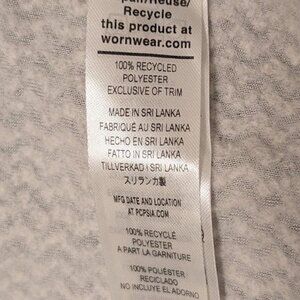 Recycle
this product at
wornwear.com
100% RECYCLED
POLYESTER
EXCLUSIVE OF TRIM
MADE IN SRI LANKA
FABRIQUÉ AU SRI LANKA
HECHO EN SRI LANKA
FATTO IN SRI LANKA
TILLVERKAD I SRI LANKA
スリランカ製
MFG DATE AND LOCATION
AT PCPSIA.COM
100% RECYCLÉ
POLYESTER
A PART LA GARNITURE
100% POLIÉSTER
RECICLADO
NO INCLUYE EL ADORNO